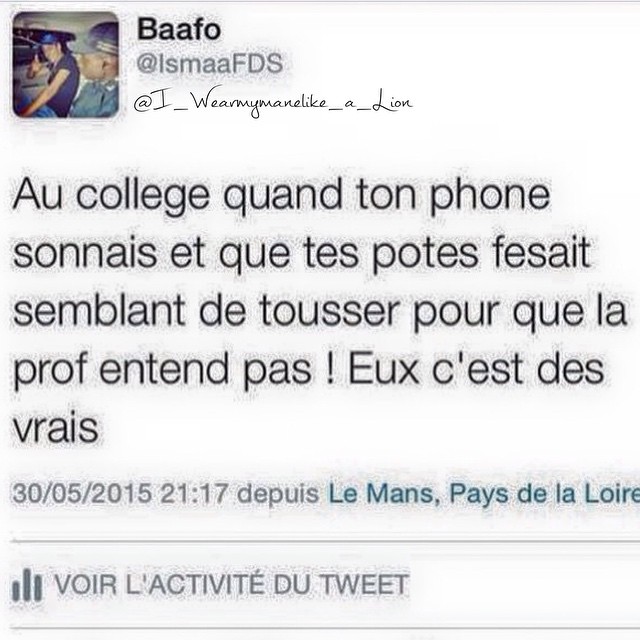 Baafo
@IsmaaFDS
@I_Wearmymanelike_a_Lion
Au college quand ton phone
sonnais et que tes potes fesait
semblant de tousser pour que la
prof entend pas ! Eux c'est des
vrais
30/05/2015 21:17 depuis Le Mans, Pays de la Loire
VOIR L'ACTIVITÉ DU TWEET